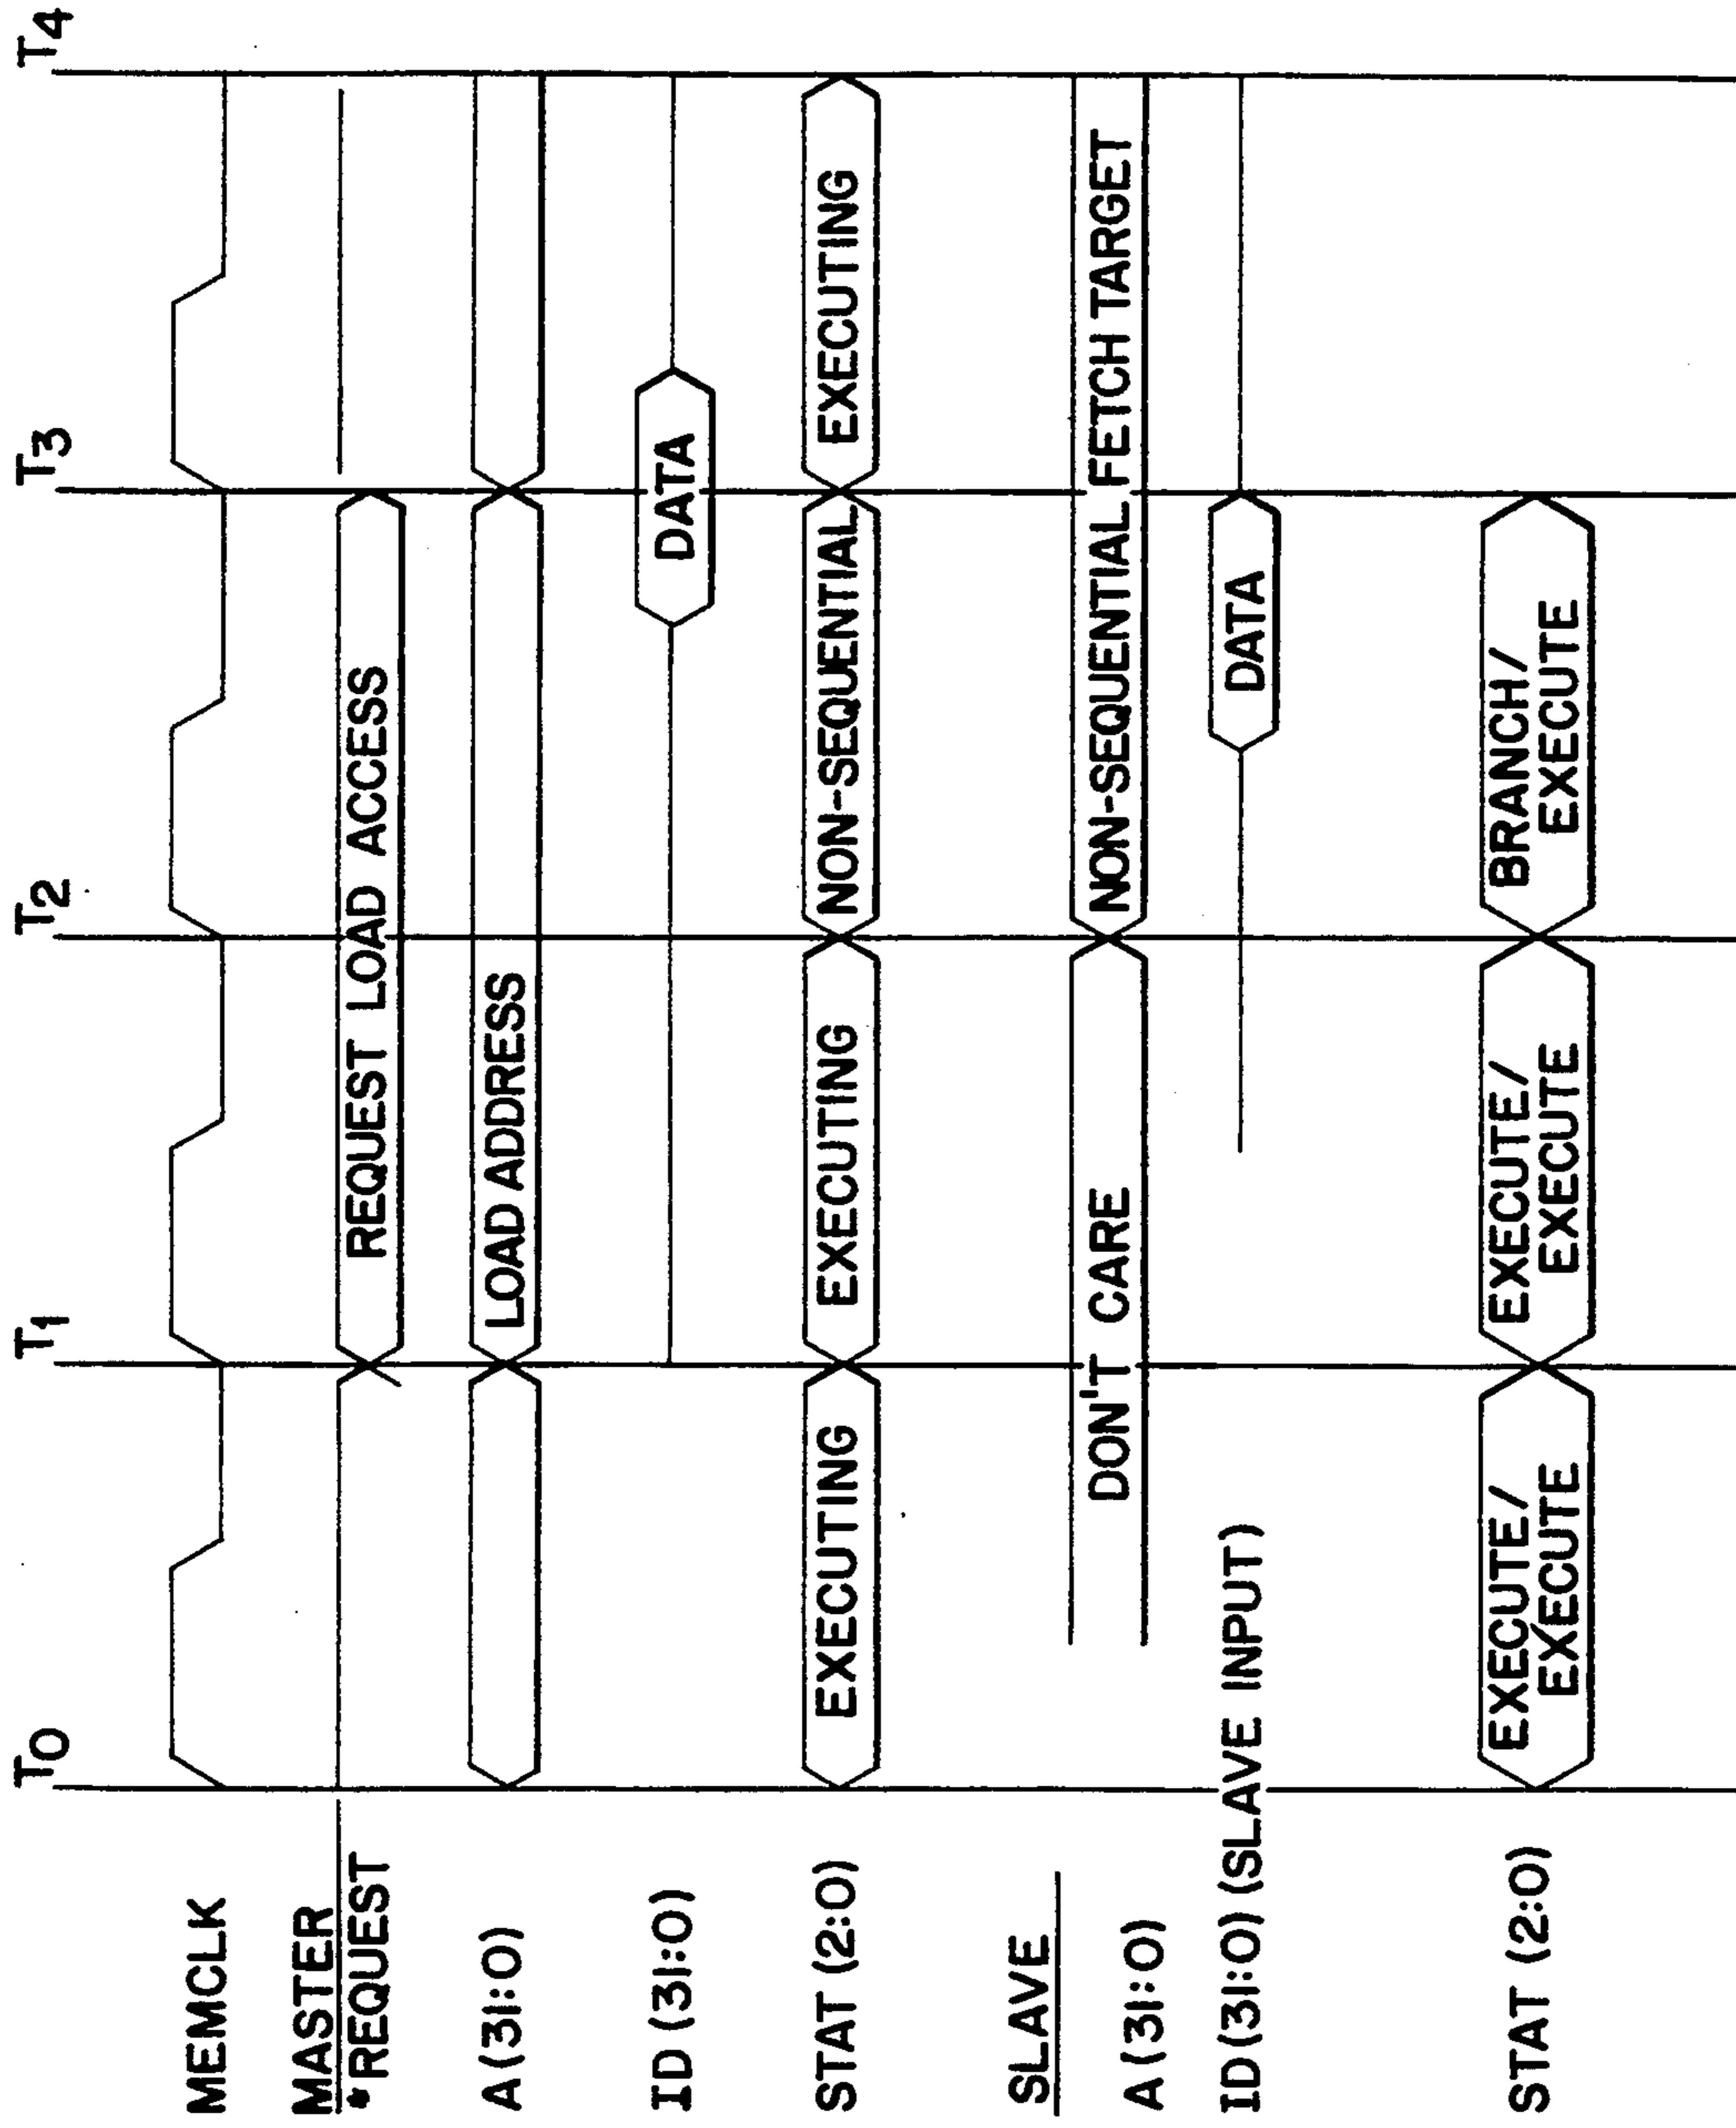 T0 T1 T2 T3 T4
MEMCLK
MASTER
*REQUEST REQUEST LOAD ACCESS
A(31:0) LOAD ADDRESS
ID(31:0) DATA
STAT (2:0) EXECUTING EXECUTING NON-SEQUENTIAL EXECUTING
SLAVE
A(31:0) DON'T CARE NON-SEQUENTIAL FETCH TARGET
ID(31:0) (SLAVE INPUT) DATA
STAT (2:0) EXECUTE/ EXECUTE/ BRANCH/
EXECUTE EXECUTE EXECUTE